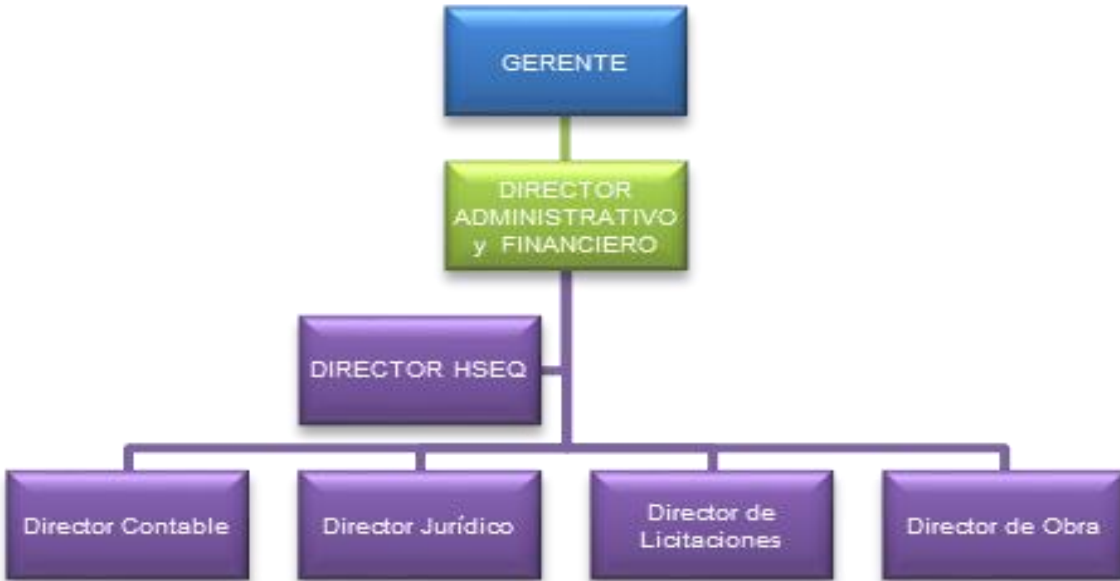 GERENTE
DIRECTOR
ADMINISTRATIVO
y FINANCIERO
DIRECTOR HSEQ
Director Contable
Director Jurídico
Director de
Licitaciones
Director de Obra